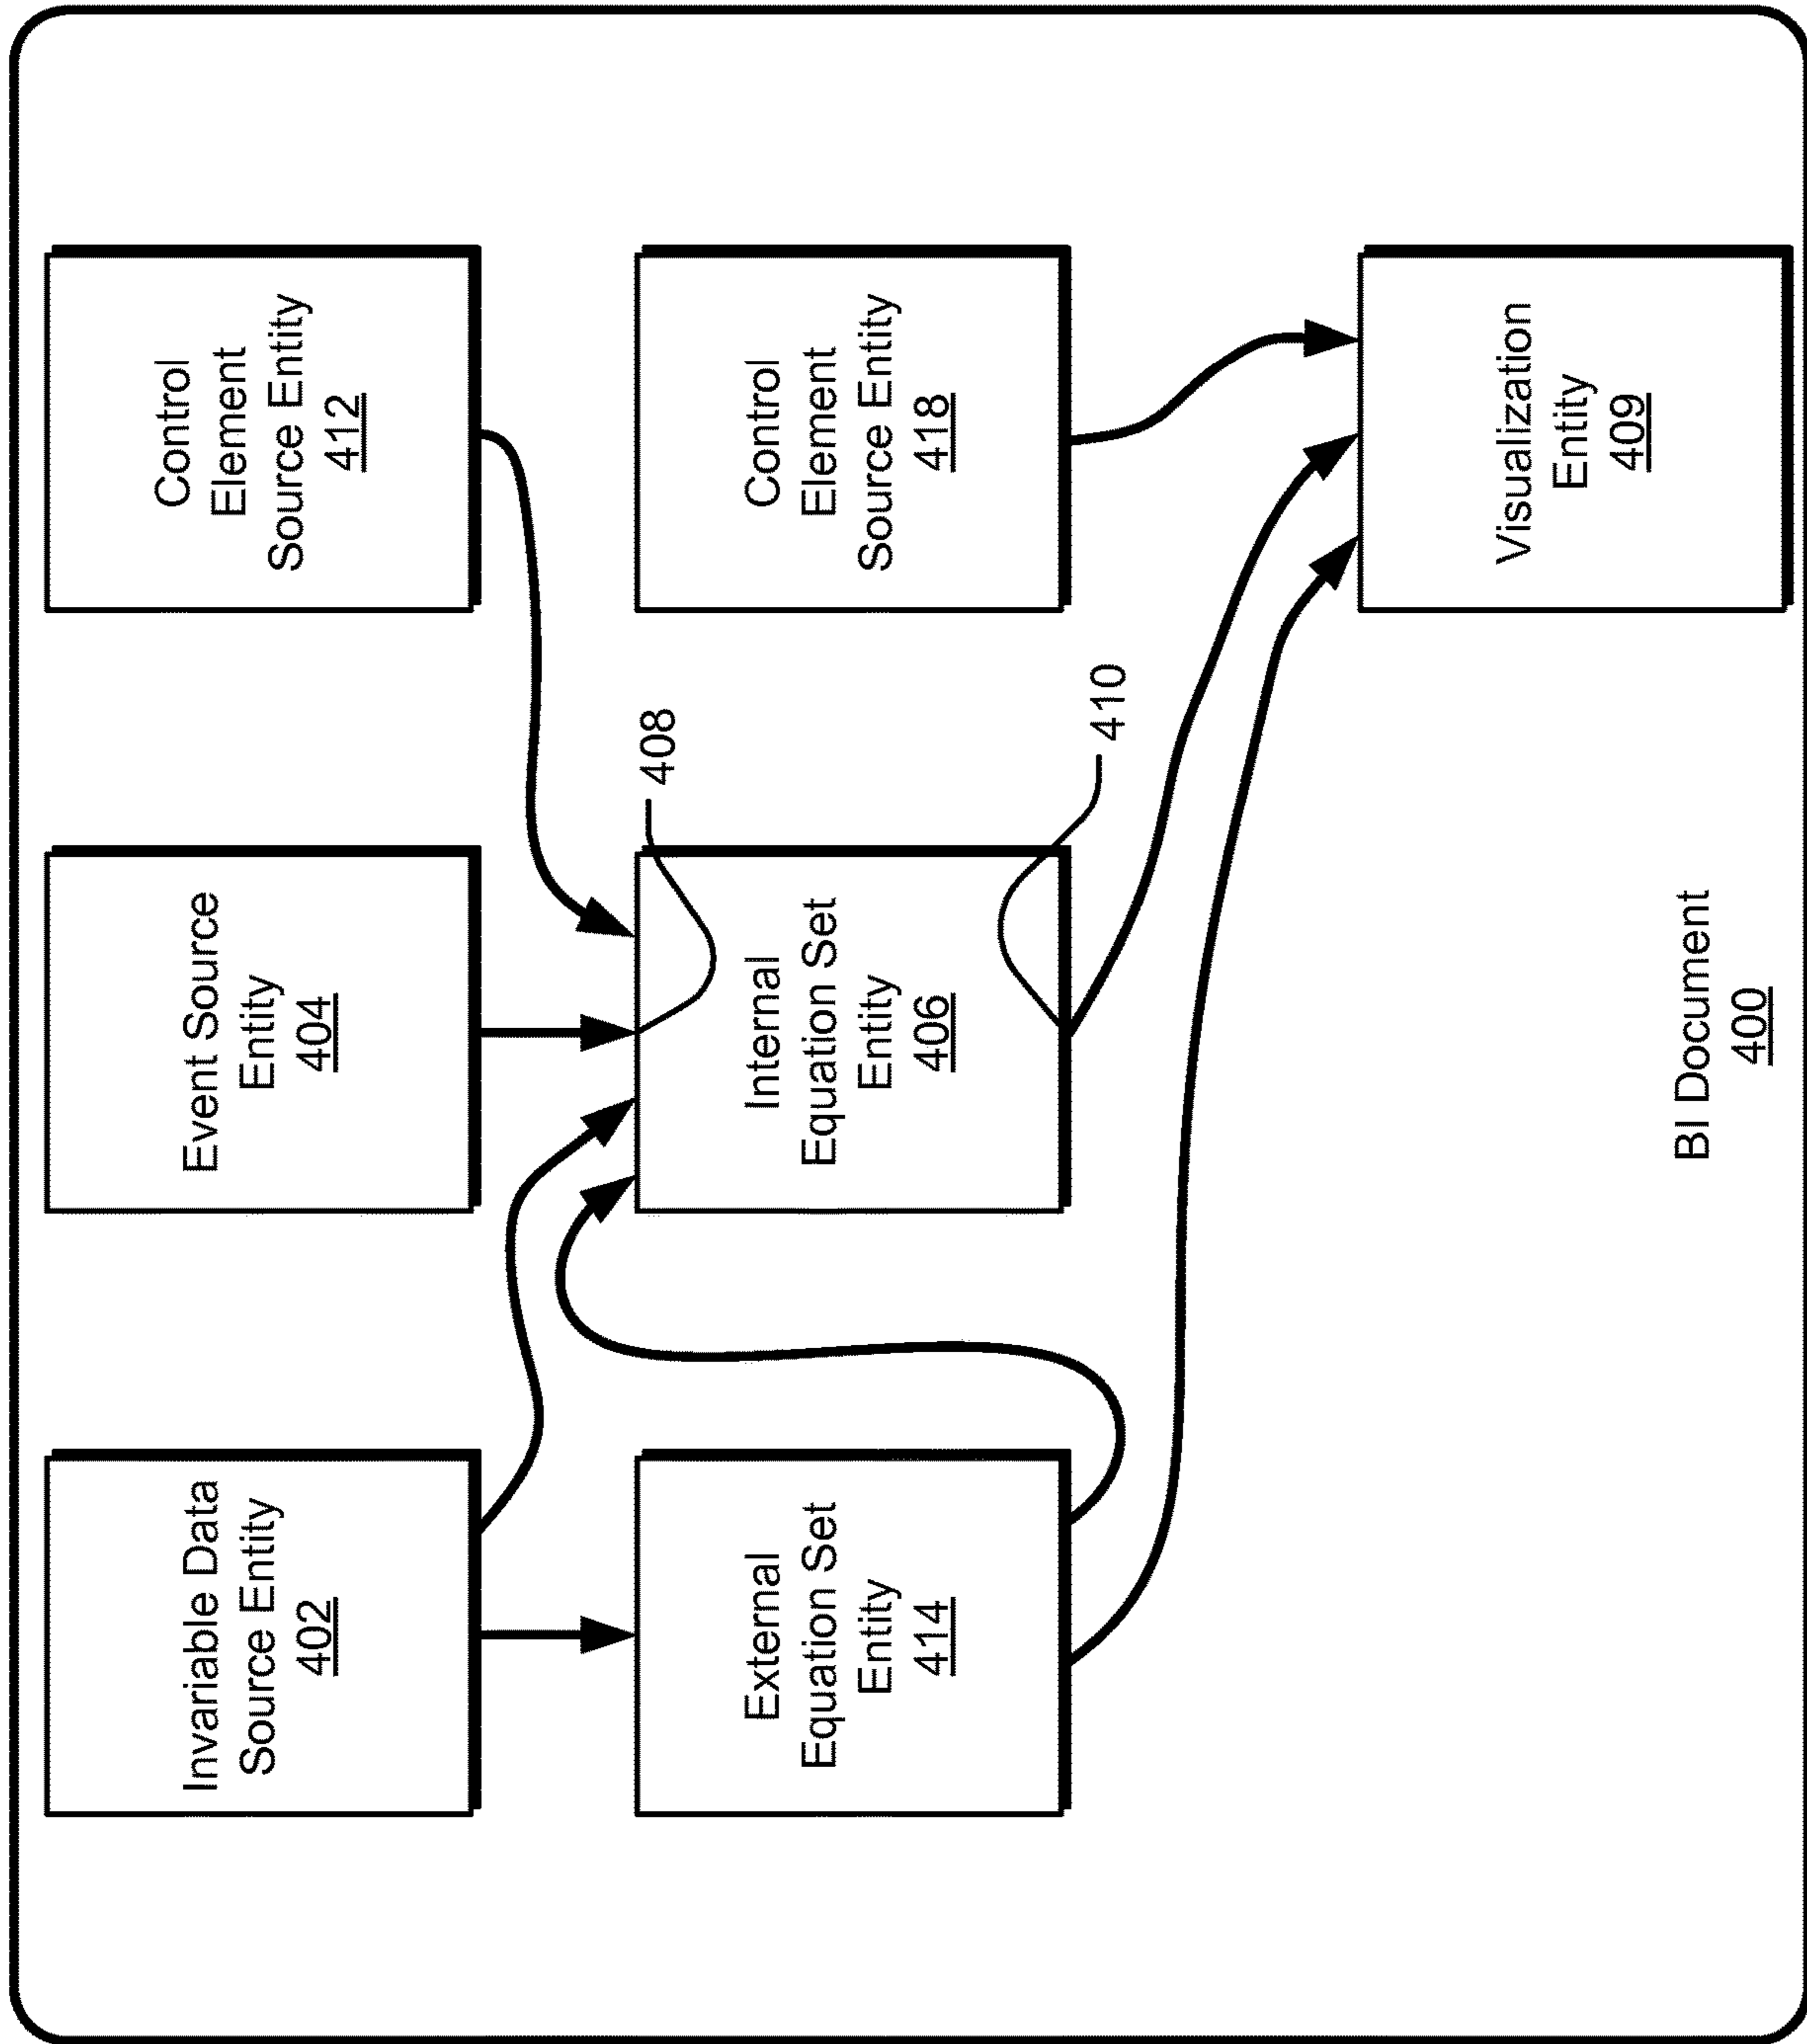 Invariable Data
Source Entity
402
Event Source
Entity
404
Control
Element
Source Entity
412
External
Equation Set
Entity
414
Internal
Equation Set
Entity
406
408
410
Control
Element
Source Entity
418
Visualization
Entity
409
BI Document
400